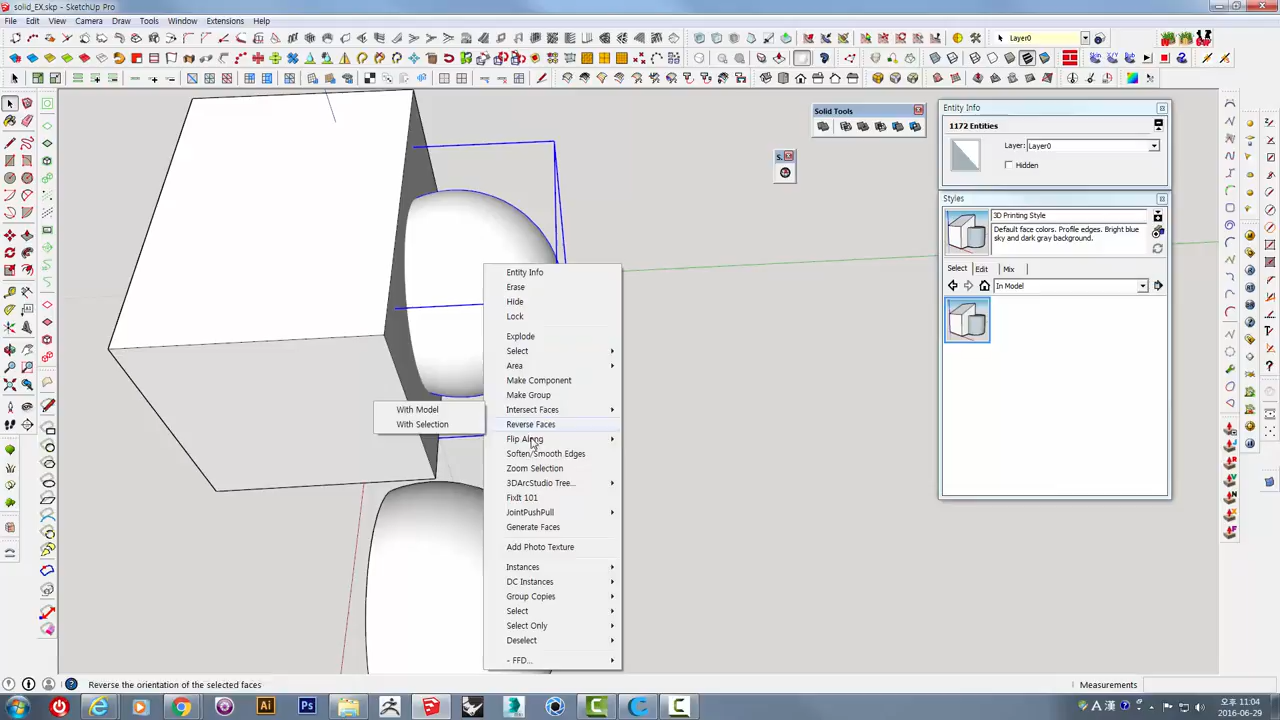 solid_EX.skp - SketchUp Pro
File Edit View Camera Draw Tools Window Extensions Help
Layer0
Solid Tools
S.
Entity Info
1172 Entities
Layer: Layer0
Hidden
Styles
3D Printing Style
Default face colors. Profile edges. Bright blue
sky and dark gray background.
Select Edit Mix
In Model
Entity Info
Erase
Hide
Lock
Explode
Select
Area
Make Component
Make Group
Intersect Faces
Reverse Faces
Flip Along
Soften/Smooth Edges
Zoom Selection
3DArcStudio Tree...
FixIt 101
JointPushPull
Generate Faces
Add Photo Texture
Instances
DC Instances
Group Copies
Select
Select Only
Deselect
- FFD...
With Model
With Selection
Reverse the orientation of the selected faces
Measurements
Ai
Ps
A 漢
오후 11:04
2016-06-29